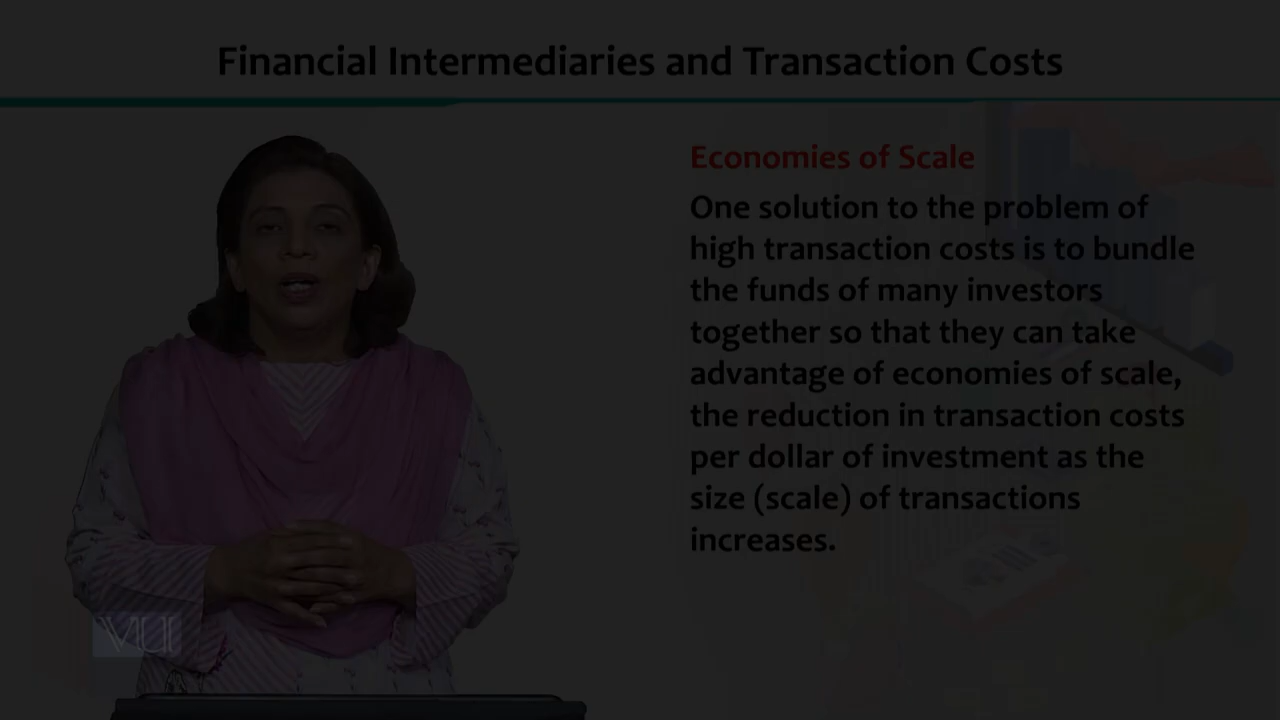 Financial Intermediaries and Transaction Costs
Economies of Scale
One solution to the problem of
high transaction costs is to bundle
the funds of many investors
together so that they can take
advantage of economies of scale,
the reduction in transaction costs
per dollar of investment as the
size (scale) of transactions
increases.
VU